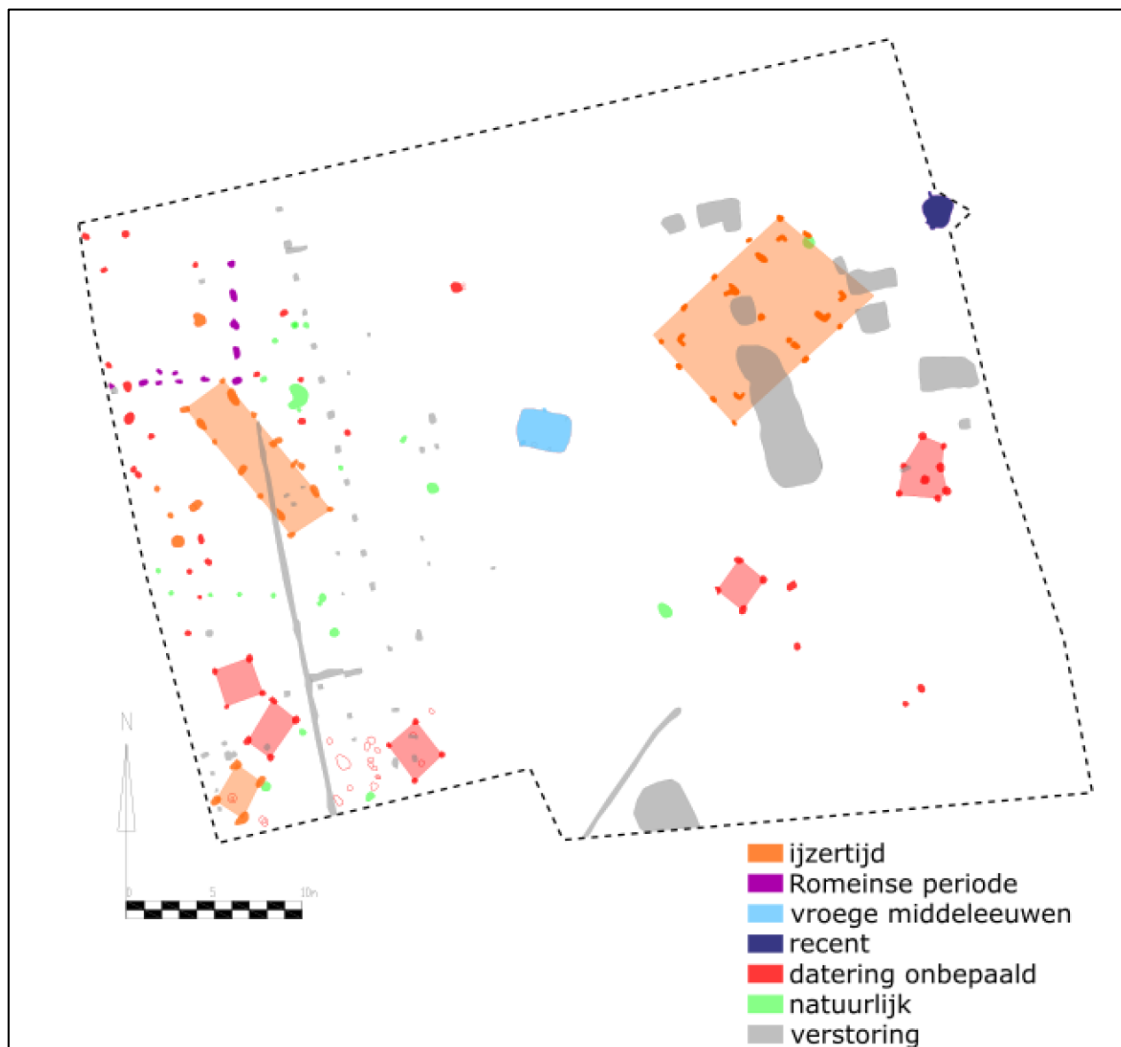 N
0 5 10m
ijzertijd
Romeinse periode
vroege middeleeuwen
recent
datering onbepaald
natuurlijk
verstoring